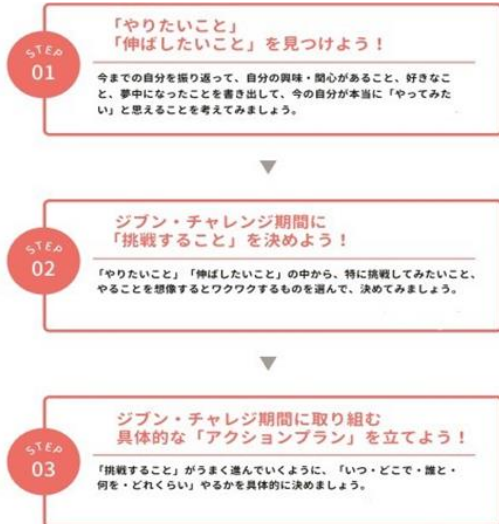 STEP
01
「やりたいこと」
「伸ばしたいこと」を見つけよう！
今までの自分を振り返って、自分の興味・関心があること、好きなこ
と、夢中になったことを書き出して、今の自分が本当に「やってみた
い」と思えることを考えてみましょう。
STEP
02
ジブン・チャレンジ期間に
「挑戦すること」を決めよう！
「やりたいこと」「伸ばしたいこと」の中から、特に挑戦してみたいこと、
やることを想像するとワクワクするものを選んで、決めてみましょう。
STEP
03
ジブン・チャレジ期間に取り組む
具体的な「アクションプラン」を立てよう！
「挑戦すること」がうまく進んでいくように、「いつ・どこで・誰と・
何を・どれくらい」やるかを具体的に決めましょう。